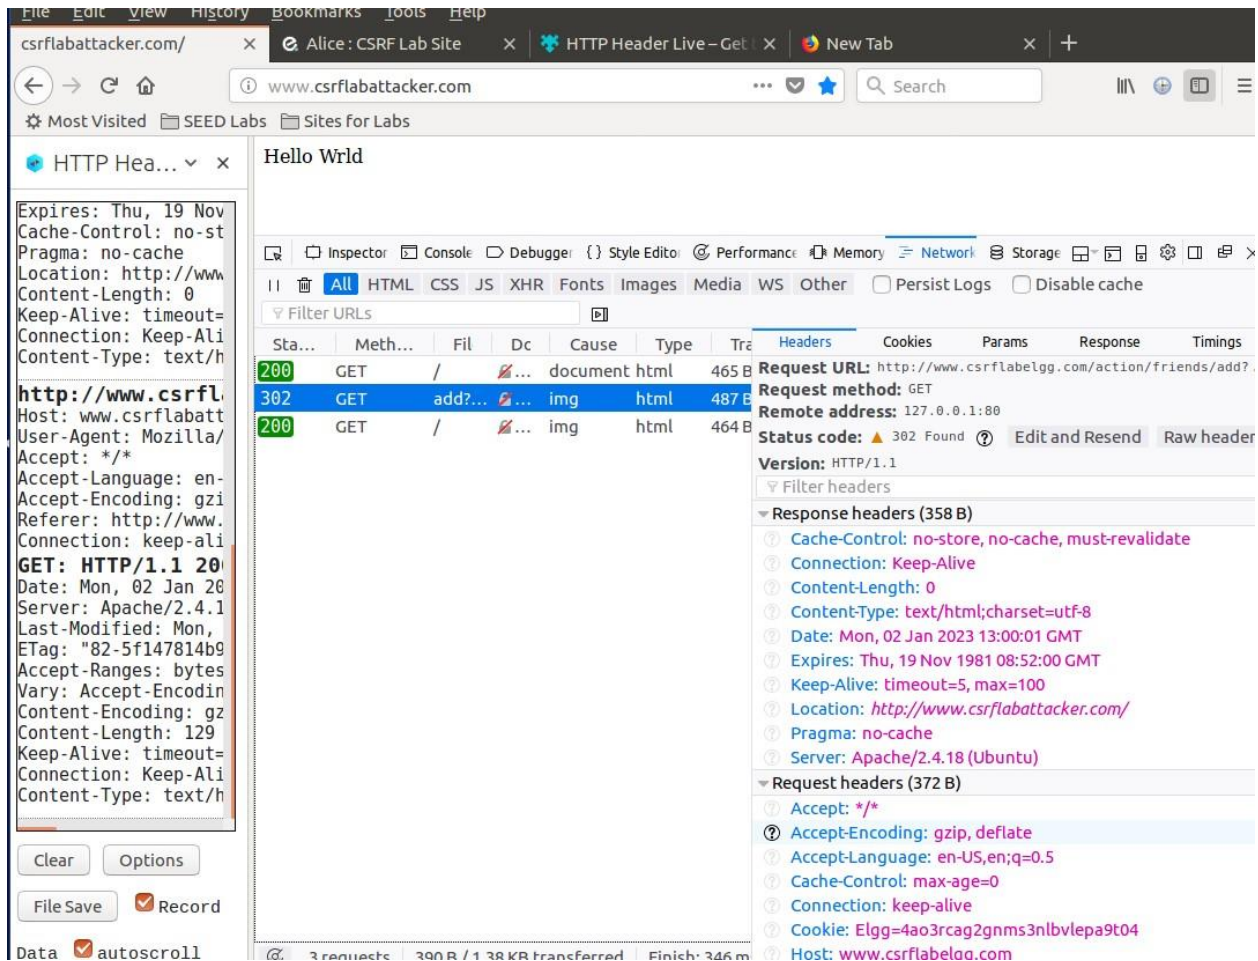 File Edit View History Bookmarks Tools Help
csrflabattacker.com/ × Alice : CSRF Lab Site × HTTP Header Live – Get × New Tab × +
www.csrflabattacker.com ••• Search
Most Visited SEED Labs Sites for Labs
HTTP Hea... ×
Expires: Thu, 19 Nov
Cache-Control: no-st
Pragma: no-cache
Location: http://www
Content-Length: 0
Keep-Alive: timeout=
Connection: Keep-Ali
Content-Type: text/h
http://www.csrfl
Host: www.csrflabatt
User-Agent: Mozilla/
Accept: */*
Accept-Language: en-
Accept-Encoding: gzi
Referer: http://www.
Connection: keep-ali
GET: HTTP/1.1 20
Date: Mon, 02 Jan 20
Server: Apache/2.4.1
Last-Modified: Mon,
ETag: "82-5f147814b9
Accept-Ranges: bytes
Vary: Accept-Encodin
Content-Encoding: gz
Content-Length: 129
Keep-Alive: timeout=
Connection: Keep-Ali
Content-Type: text/h
Clear Options
File Save Record
Data autoscroll
Hello Wrld
Inspector Console Debugger {} Style Editor Performance Memory Network Storage
All HTML CSS JS XHR Fonts Images Media WS Other Persist Logs Disable cache
Filter URLs
Sta... Meth... Fil Dc Cause Type Tra
200 GET / ... document html 465 B
302 GET add?... ... img html 487 B
200 GET / ... img html 464 B
3 requests 390 B / 1.38 KB transferred Finish: 346 m
Headers Cookies Params Response Timings
Request URL: http://www.csrflabelgg.com/action/friends/add?.
Request method: GET
Remote address: 127.0.0.1:80
Status code: 302 Found Edit and Resend Raw header
Version: HTTP/1.1
Filter headers
Response headers (358 B)
Cache-Control: no-store, no-cache, must-revalidate
Connection: Keep-Alive
Content-Length: 0
Content-Type: text/html;charset=utf-8
Date: Mon, 02 Jan 2023 13:00:01 GMT
Expires: Thu, 19 Nov 1981 08:52:00 GMT
Keep-Alive: timeout=5, max=100
Location: http://www.csrflabattacker.com/
Pragma: no-cache
Server: Apache/2.4.18 (Ubuntu)
Request headers (372 B)
Accept: */*
Accept-Encoding: gzip, deflate
Accept-Language: en-US,en;q=0.5
Cache-Control: max-age=0
Connection: keep-alive
Cookie: Elgg=4ao3rcag2gnms3nlbvlepa9t04
Host: www.csrflabelgg.com